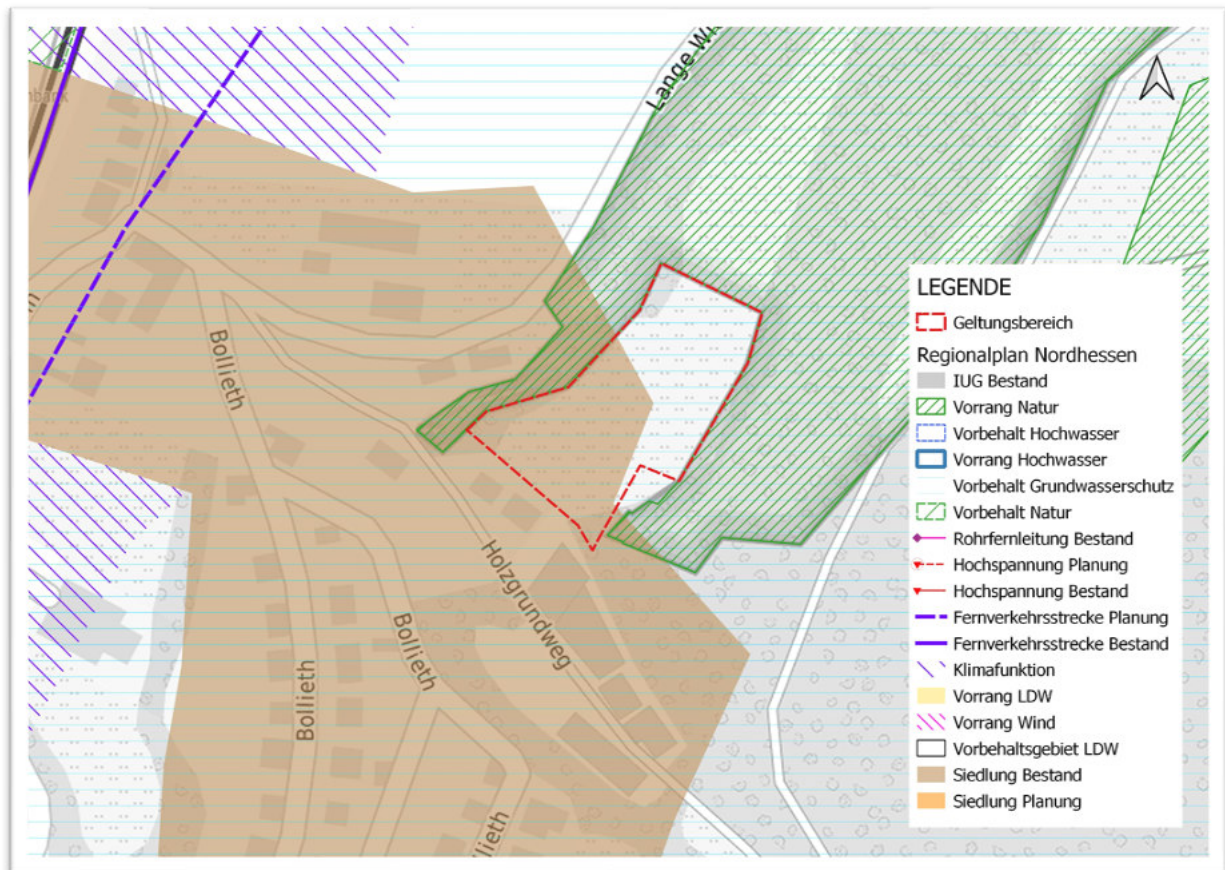 Lange Wi
Bollieth
Holzgrundweg
Bollieth
Bollieth
llieth
LEGENDE
Geltungsbereich
Regionalplan Nordhessen
IUG Bestand
Vorrang Natur
Vorbehalt Hochwasser
Vorrang Hochwasser
Vorbehalt Grundwasserschutz
Vorbehalt Natur
Rohrfernleitung Bestand
Hochspannung Planung
Hochspannung Bestand
Fernverkehrsstrecke Planung
Fernverkehrsstrecke Bestand
Klimafunktion
Vorrang LDW
Vorrang Wind
Vorbehaltsgebiet LDW
Siedlung Bestand
Siedlung Planung